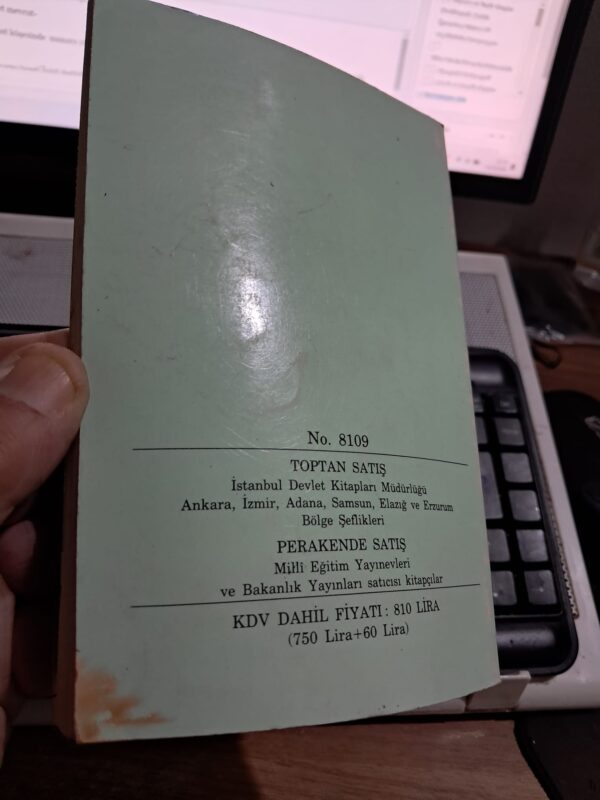 No. 8109
TOPTAN SATIŞ
İstanbul Devlet Kitapları Müdürlüğü
Ankara, İzmir, Adana, Samsun, Elazığ ve Erzurum
Bölge Şeflikleri
PERAKENDE SATIŞ
Millî Eğitim Yayınevleri
ve Bakanlık Yayınları satıcısı kitapçılar
KDV DAHİL FİYATI: 810 LİRA
(750 Lira+60 Lira)